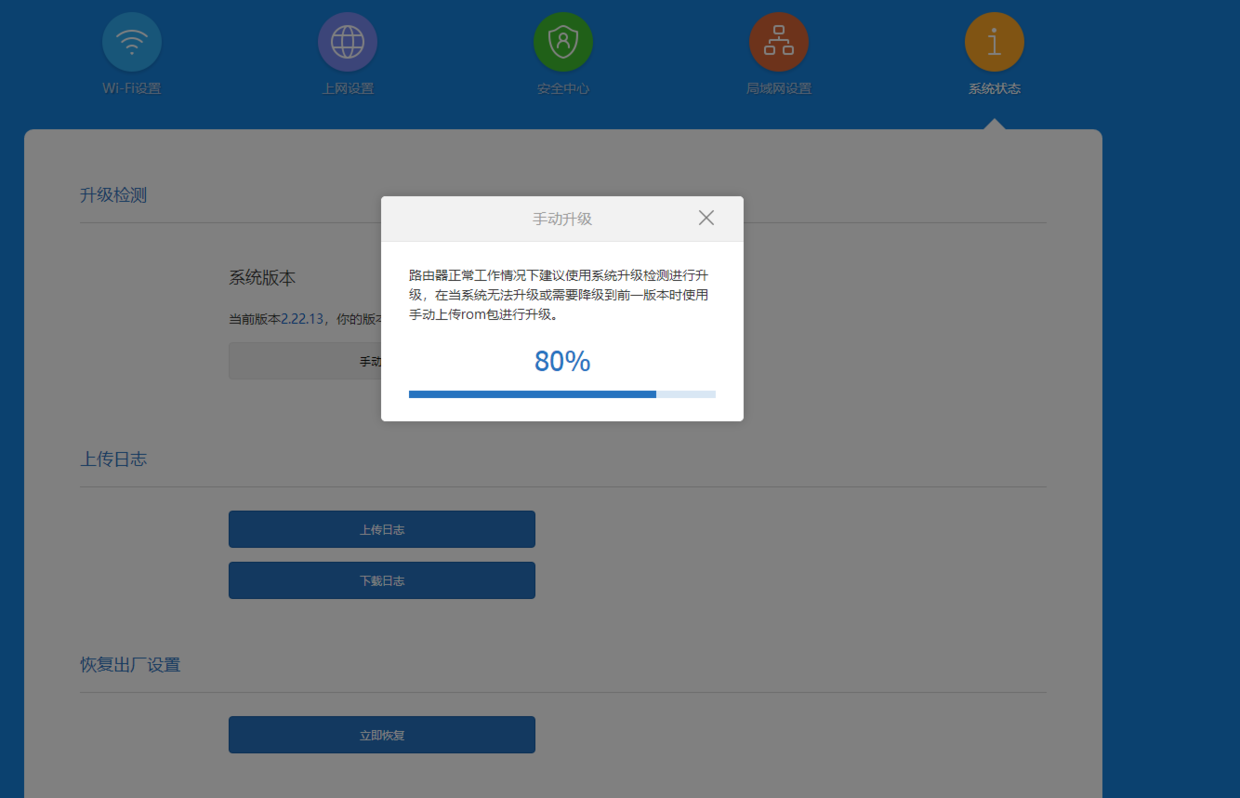 Wi-Fi设置
上网设置
安全中心
局域网设置
系统状态
升级检测
手动升级
系统版本
路由器正常工作情况下建议使用系统升级检测进行升
级，在当系统无法升级或需要降级到前一版本时使用
手动上传rom包进行升级。
当前版本2.22.13，你的版本
手动
80%
上传日志
上传日志
下载日志
恢复出厂设置
立即恢复